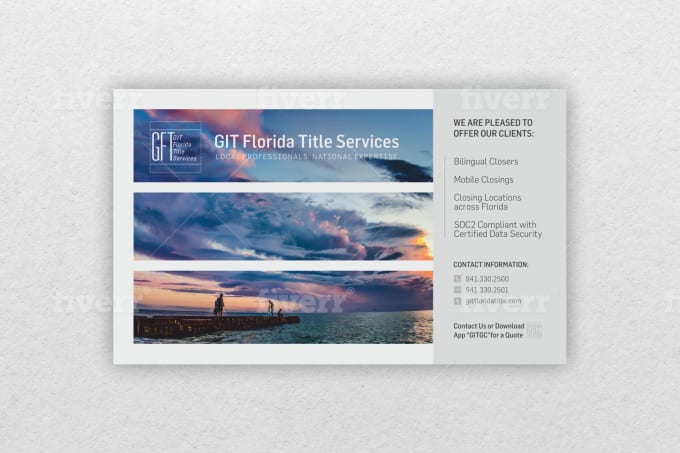 fiverr
fiverr
fiverr
GFT
GIT
Florida
Title
Services
GIT Florida Title Services
LOCAL PROFESSIONALS NATIONAL EXPERTISE
WE ARE PLEASED TO
OFFER OUR CLIENTS:
Bilingual Closers
Mobile Closings
Closing Locations
across Florida
SOC2 Compliant with
Certified Data Security
CONTACT INFORMATION:
941.330.2500
941.330.2501
gitfloridatitle.com
fiverr
fiverr
fiverr
Contact Us or Download
App "GITGC"for a Quote